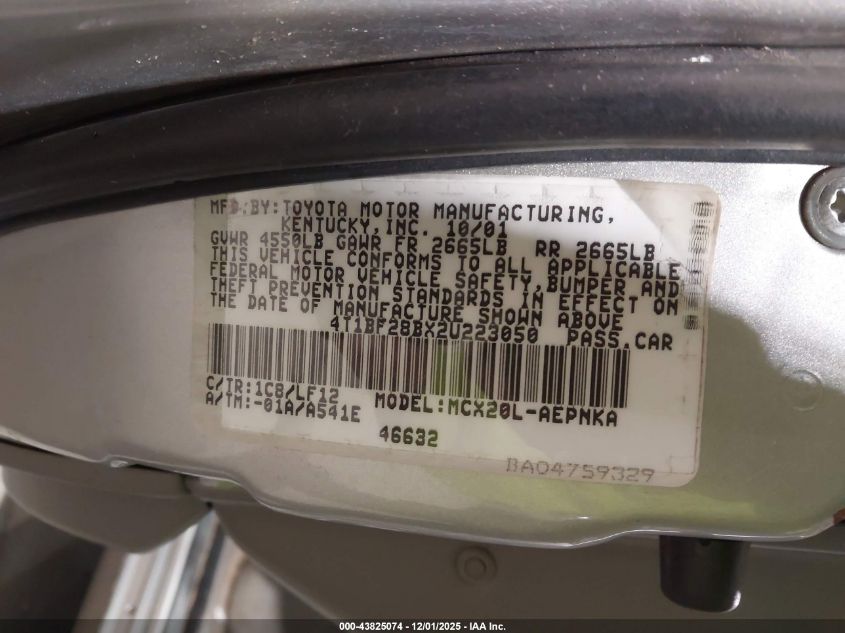 MFD.BY:TOYOTA MOTOR MANUFACTURING,
KENTUCKY,INC. 10/01
GVWR 4550LB GAWR FR 2665LB RR 2665LB
THIS VEHICLE CONFORMS TO ALL APPLICABLE
FEDERAL MOTOR VEHICLE SAFETY,BUMPER AND
THEFT PREVENTION STANDARDS IN EFFECT ON
THE DATE OF MANUFACTURE SHOWN ABOVE
4T1BF28BX2U223050 PASS.CAR
C/TR:1C8/LF12 MODEL:MCX20L-AEPNKA
A/TM:-01A/A541E
46632
BA04759329
000-43825074 - 12/01/2025 - IAA Inc.